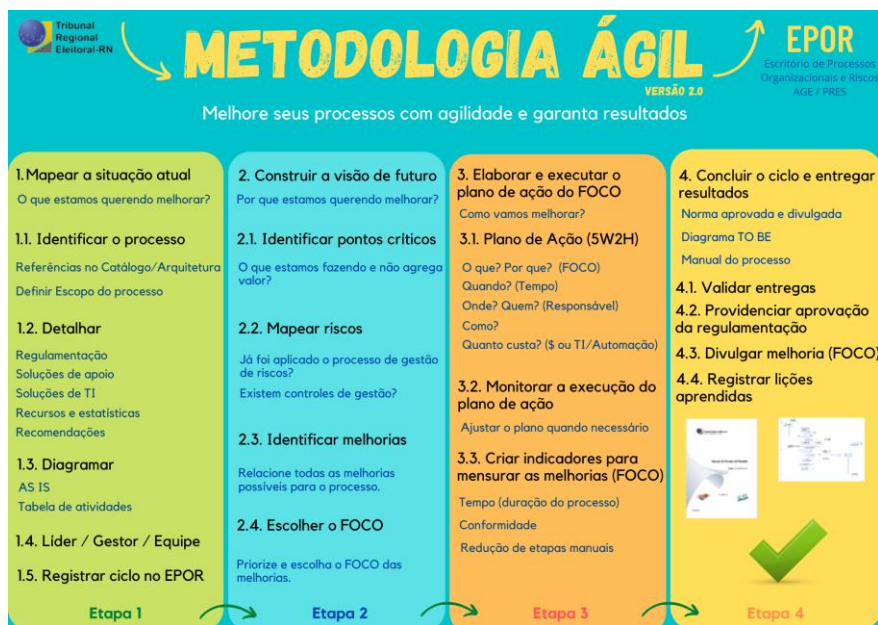 Tribunal
Regional
Eleitoral-RN
METODOLOGIA ÁGIL
VERSÃO 2.0
EPOR
Escritório de Processos
Organizacionais e Riscos
AGE / PRES
Melhore seus processos com agilidade e garanta resultados
1.Mapear a situação atual
O que estamos querendo melhorar?
1.1. Identificar o processo
Referências no Catálogo/Arquitetura
Definir Escopo do processo
1.2. Detalhar
Regulamentação
Soluções de apoio
Soluções de TI
Recursos e estatísticas
Recomendações
1.3. Diagramar
AS IS
Tabela de atividades
1.4. Líder / Gestor / Equipe
1.5. Registrar ciclo no EPOR
Etapa 1
2. Construir a visão de futuro
Por que estamos querendo melhorar?
2.1. Identificar pontos críticos
O que estamos fazendo e não agrega
valor?
2.2. Mapear riscos
Já foi aplicado o processo de gestão
de riscos?
Existem controles de gestão?
2.3. Identificar melhorias
Relacione todas as melhorias
possíveis para o processo.
2.4. Escolher o FOCO
Priorize e escolha o FOCO das
melhorias.
Etapa 2
3. Elaborar e executar o
plano de ação do FOCO
Como vamos melhorar?
3.1. Plano de Ação (5W2H)
O que? Por que? (FOCO)
Quando? (Tempo)
Onde? Quem? (Responsável)
Como?
Quanto custa? ($ ou TI/Automação)
3.2. Monitorar a execução do
plano de ação
Ajustar o plano quando necessário
3.3. Criar indicadores para
mensurar as melhorias (FOCO)
Tempo (duração do processo)
Conformidade
Redução de etapas manuais
Etapa 3
4. Concluir o ciclo e entregar
resultados
Norma aprovada e divulgada
Diagrama TO BE
Manual do processo
4.1. Validar entregas
4.2. Providenciar aprovação
da regulamentação
4.3. Divulgar melhoria (FOCO)
4.4. Registrar lições
aprendidas
Etapa 4